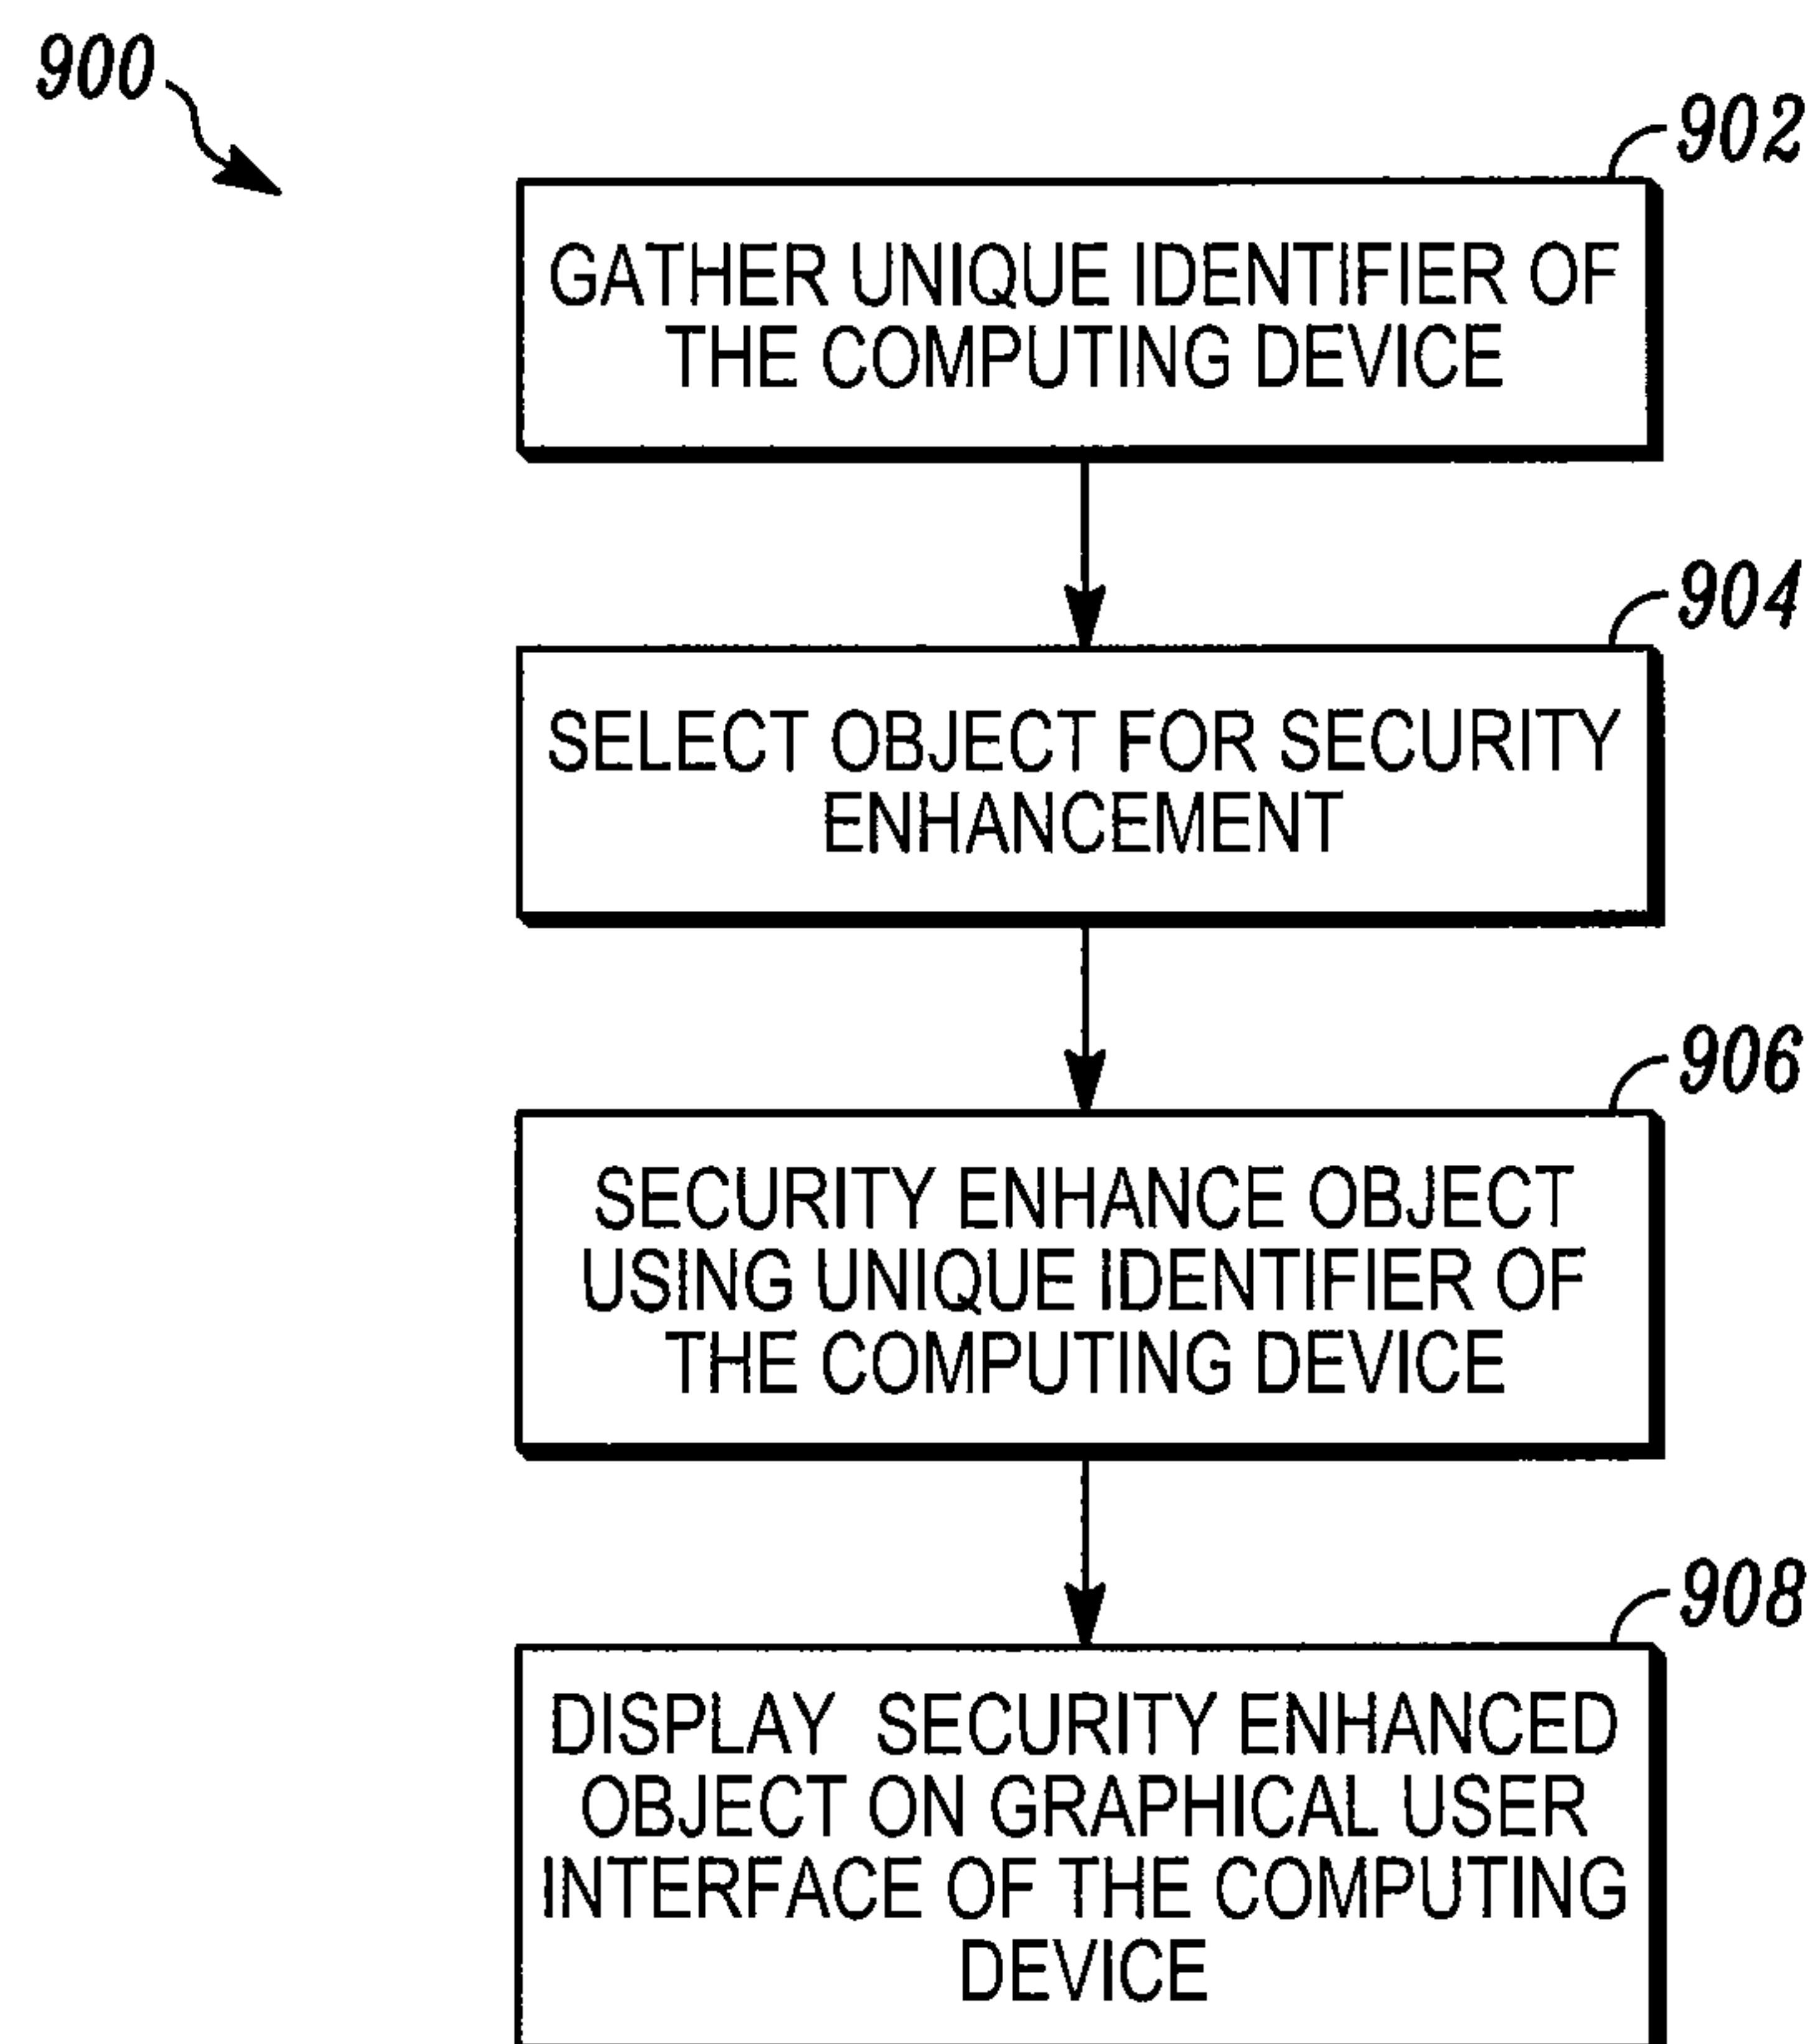 900
902
GATHER UNIQUE IDENTIFIER OF
THE COMPUTING DEVICE
904
SELECT OBJECT FOR SECURITY
ENHANCEMENT
906
SECURITY ENHANCE OBJECT
USING UNIQUE IDENTIFIER OF
THE COMPUTING DEVICE
908
DISPLAY SECURITY ENHANCED
OBJECT ON GRAPHICAL USER
INTERFACE OF THE COMPUTING
DEVICE